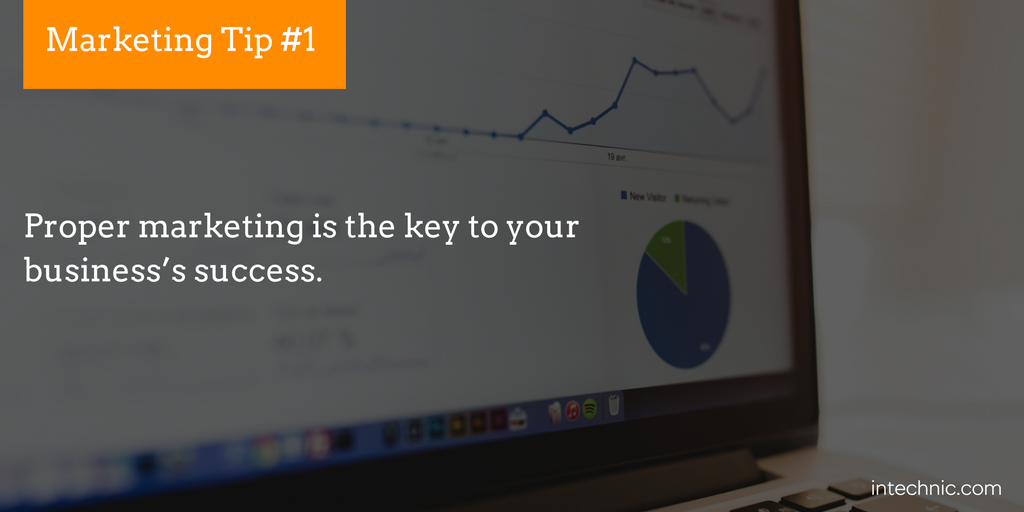 Marketing Tip #1
19 avr.
New Visitor
Returning Visitor
Proper marketing is the key to your
business’s success.
intechnic.com